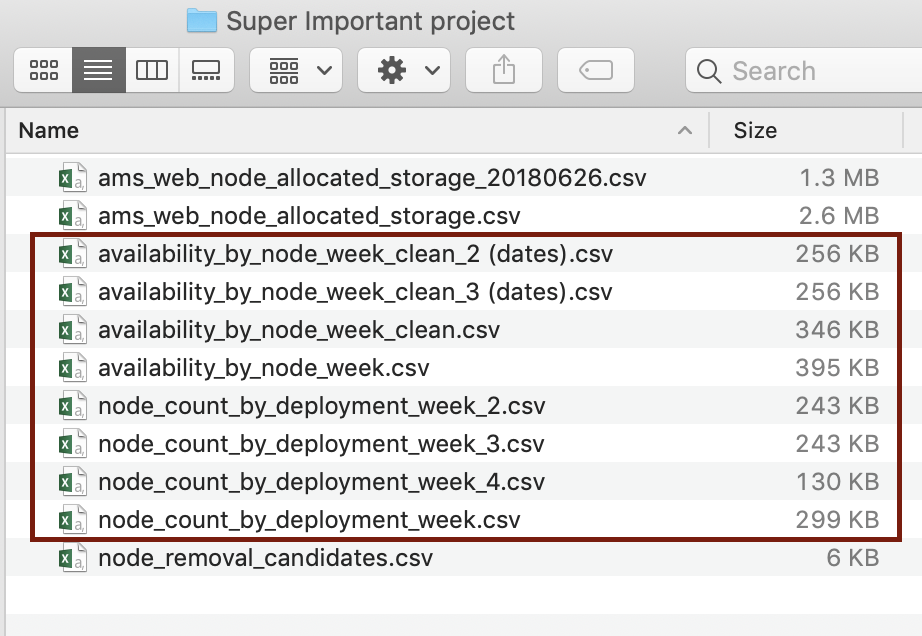 Super Important project
Search
Name Size
ams_web_node_allocated_storage_20180626.csv 1.3 MB
ams_web_node_allocated_storage.csv 2.6 MB
availability_by_node_week_clean_2 (dates).csv 256 KB
availability_by_node_week_clean_3 (dates).csv 256 KB
availability_by_node_week_clean.csv 346 KB
availability_by_node_week.csv 395 KB
node_count_by_deployment_week_2.csv 243 KB
node_count_by_deployment_week_3.csv 243 KB
node_count_by_deployment_week_4.csv 130 KB
node_count_by_deployment_week.csv 299 KB
node_removal_candidates.csv 6 KB